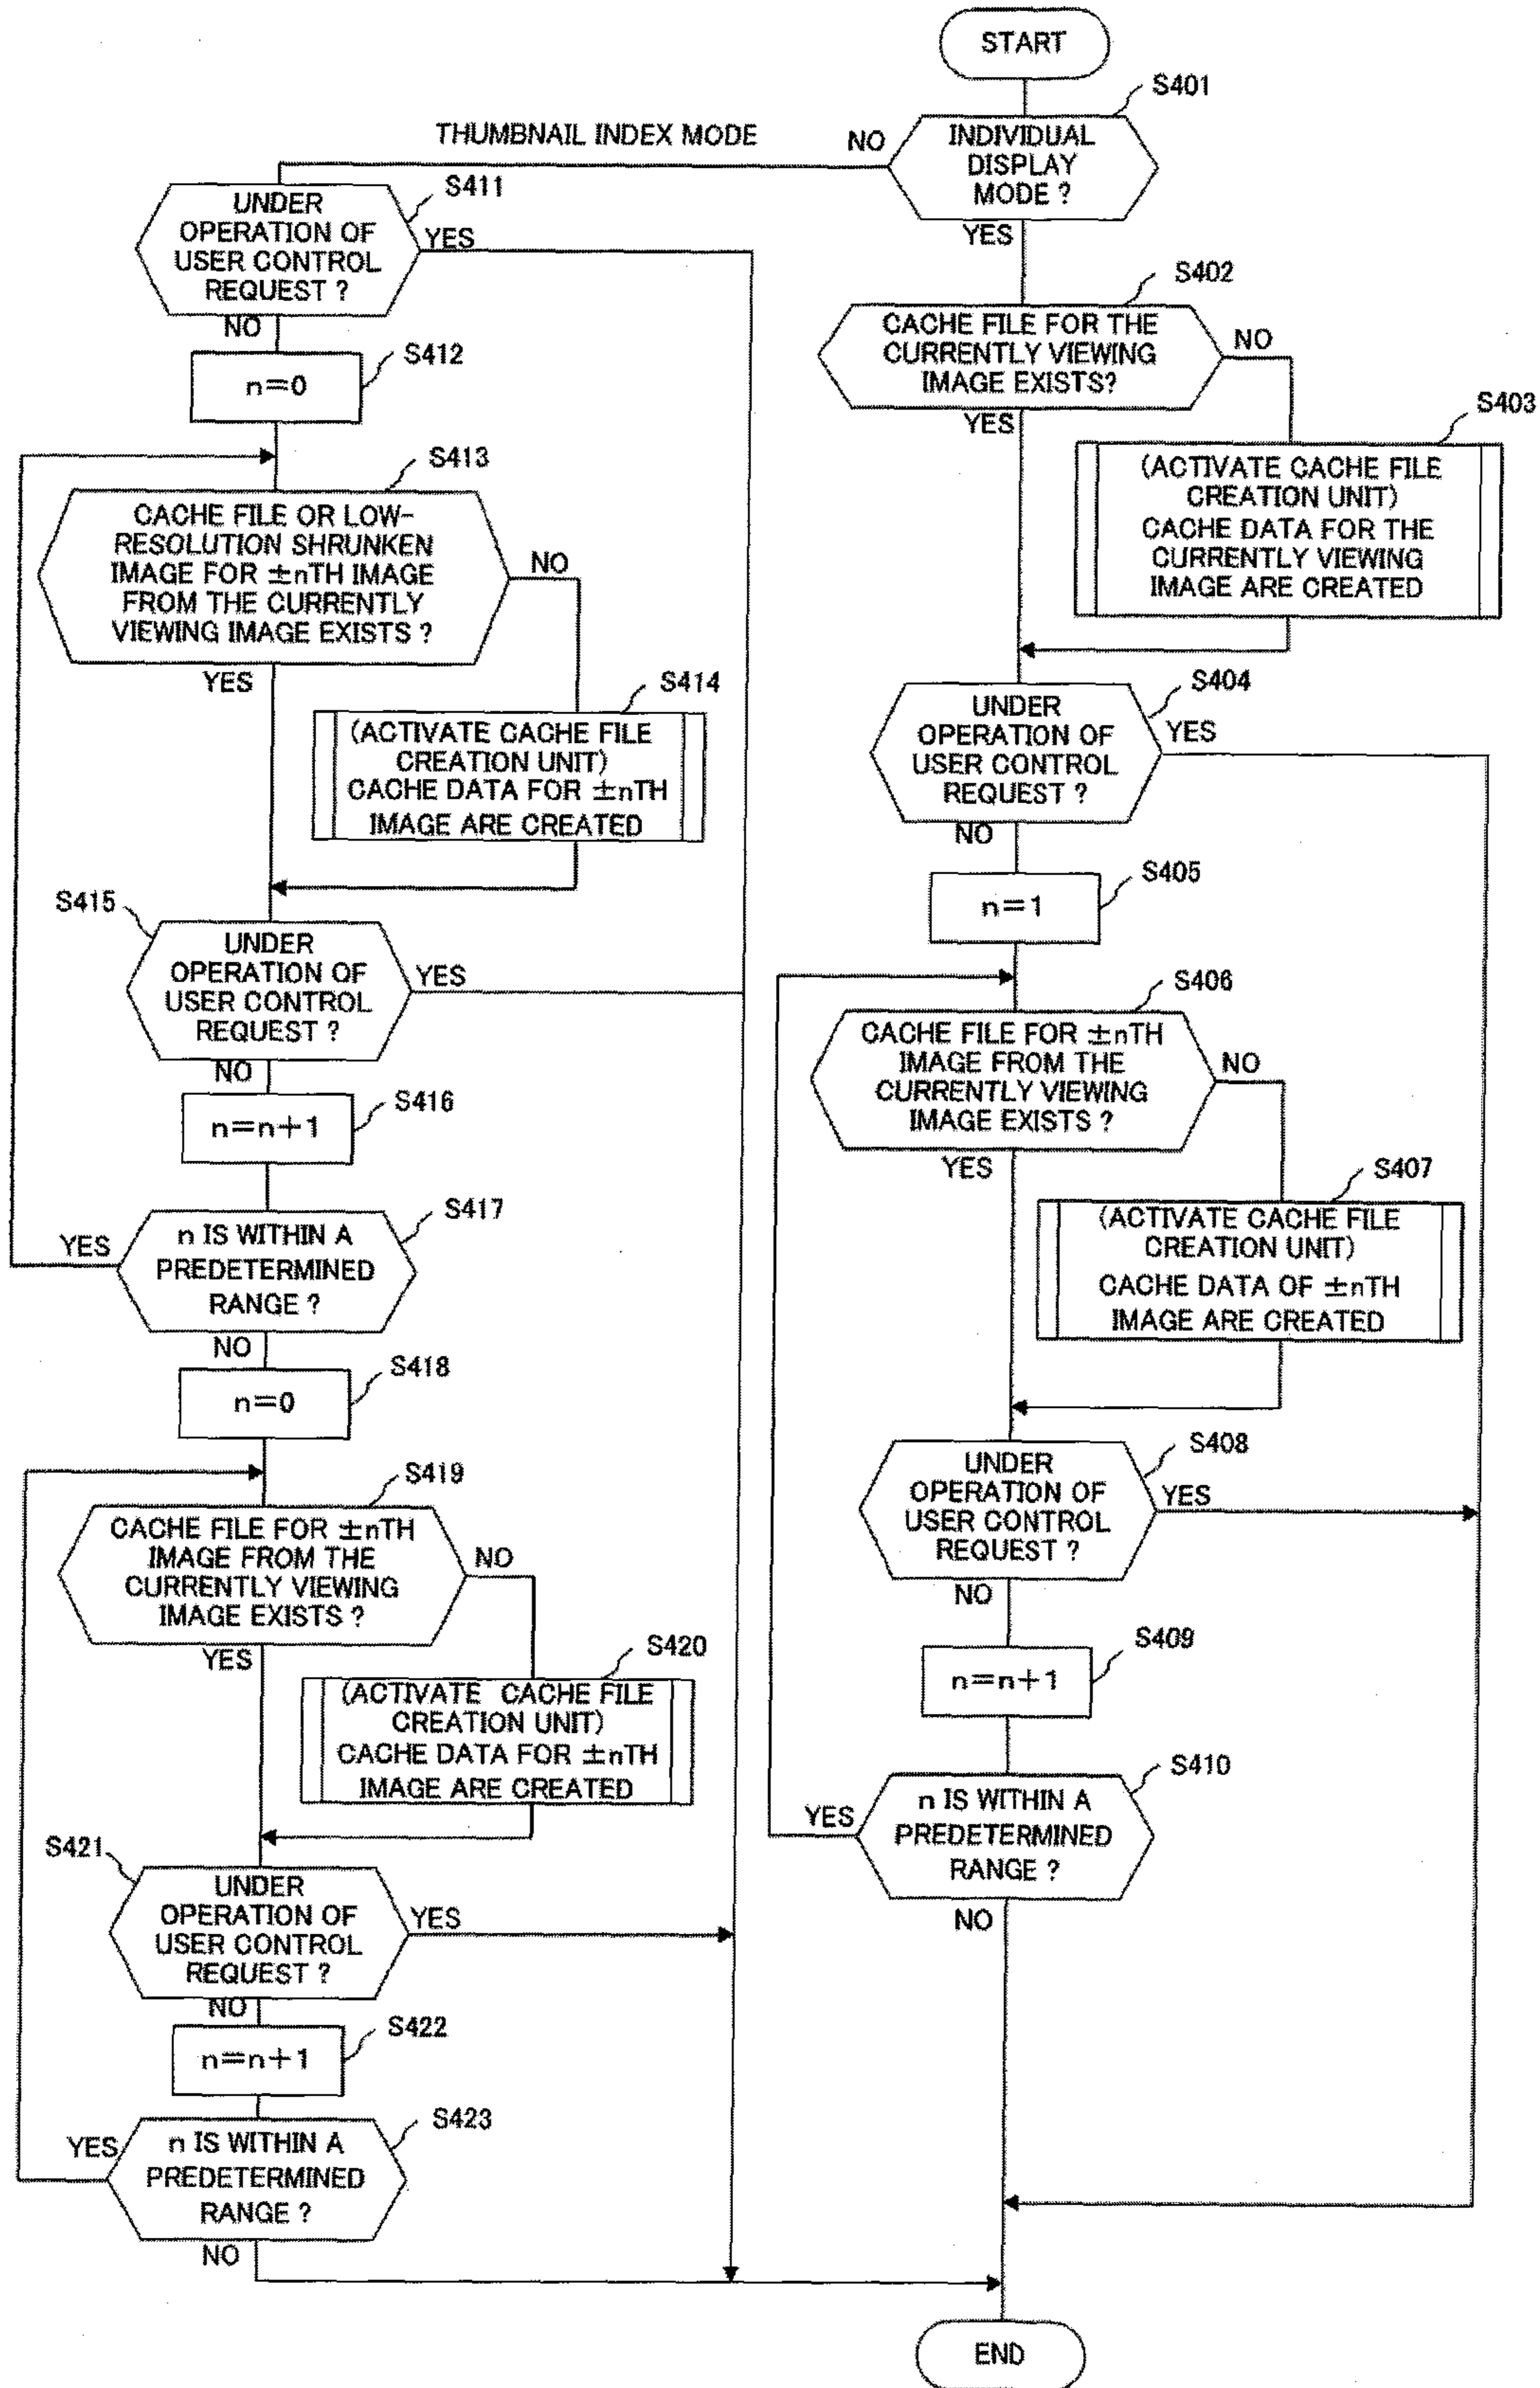 START
S401
INDIVIDUAL
DISPLAY
MODE ?
NO
THUMBNAIL INDEX MODE
YES
S402
CACHE FILE FOR THE
CURRENTLY VIEWING
IMAGE EXISTS?
NO
YES
S403
(ACTIVATE CACHE FILE
CREATION UNIT)
CACHE DATA FOR THE
CURRENTLY VIEWING
IMAGE ARE CREATED
S404
UNDER
OPERATION OF
USER CONTROL
REQUEST ?
YES
NO
S405
n=1
S406
CACHE FILE FOR ±nTH
IMAGE FROM THE
CURRENTLY VIEWING
IMAGE EXISTS ?
NO
YES
S407
(ACTIVATE CACHE FILE
CREATION UNIT)
CACHE DATA OF ±nTH
IMAGE ARE CREATED
S408
UNDER
OPERATION OF
USER CONTROL
REQUEST ?
YES
NO
S409
n=n+1
S410
n IS WITHIN A
PREDETERMINED
RANGE ?
YES
NO
S411
UNDER
OPERATION OF
USER CONTROL
REQUEST ?
YES
NO
S412
n=0
S413
CACHE FILE OR LOW-
RESOLUTION SHRUNKEN
IMAGE FOR ±nTH IMAGE
FROM THE CURRENTLY
VIEWING IMAGE EXISTS ?
NO
YES
S414
(ACTIVATE CACHE FILE
CREATION UNIT)
CACHE DATA FOR ±nTH
IMAGE ARE CREATED
S415
UNDER
OPERATION OF
USER CONTROL
REQUEST ?
YES
NO
S416
n=n+1
S417
n IS WITHIN A
PREDETERMINED
RANGE ?
YES
NO
S418
n=0
S419
CACHE FILE FOR ±nTH
IMAGE FROM THE
CURRENTLY VIEWING
IMAGE EXISTS ?
NO
YES
S420
(ACTIVATE CACHE FILE
CREATION UNIT)
CACHE DATA FOR ±nTH
IMAGE ARE CREATED
S421
UNDER
OPERATION OF
USER CONTROL
REQUEST ?
YES
NO
S422
n=n+1
S423
n IS WITHIN A
PREDETERMINED
RANGE ?
YES
NO
END